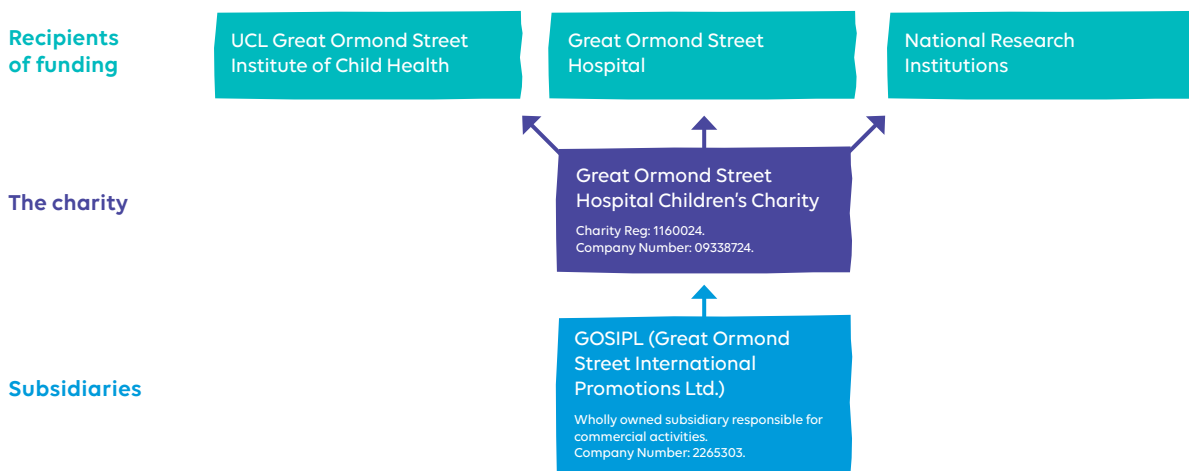 Recipients
of funding
UCL Great Ormond Street
Institute of Child Health
Great Ormond Street
Hospital
National Research
Institutions
The charity
Great Ormond Street
Hospital Children’s Charity
Charity Reg: 1160024.
Company Number: 09338724.
Subsidiaries
GOSIPL (Great Ormond
Street International
Promotions Ltd.)
Wholly owned subsidiary responsible for
commercial activities.
Company Number: 2265303.